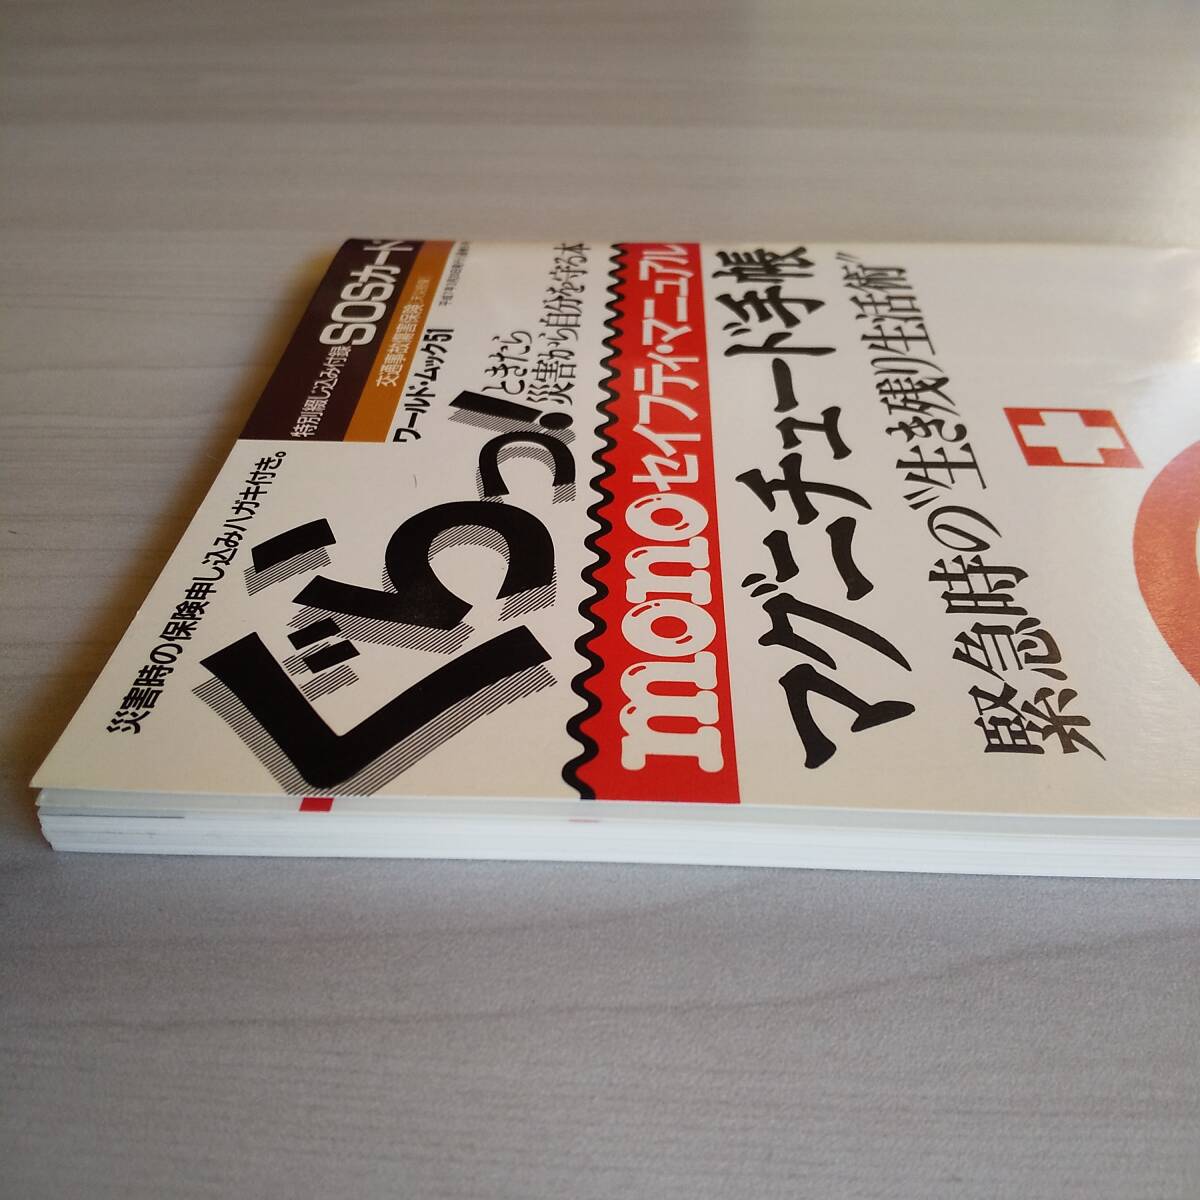 災害時の保険申し込みハガキ付き。
特別綴じ込み付録
SOSカード
交通事故傷害保険
ワールド・ムック51
ぐらっ!
ときたら
災害から自分を守る本
monoセイフティ・マニュアル
マグニチュード手帳
緊急時の“生き残り生活術”